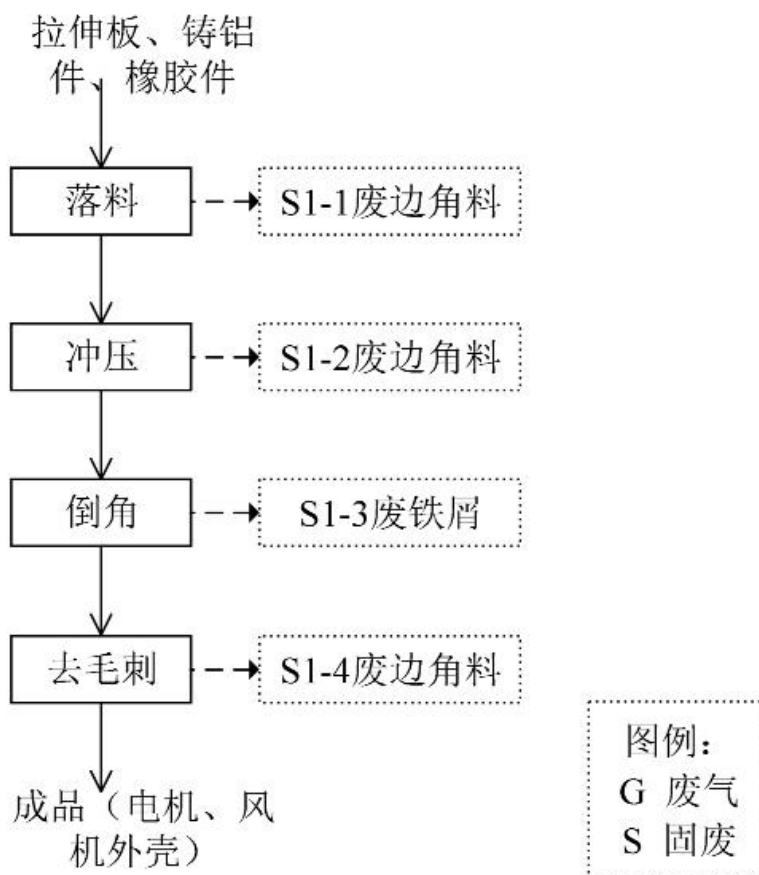 拉伸板、铸铝
件、橡胶件
落料
S1-1废边角料
冲压
S1-2废边角料
倒角
S1-3废铁屑
去毛刺
S1-4废边角料
成品（电机、风
机外壳）
图例：
G 废气
S 固废